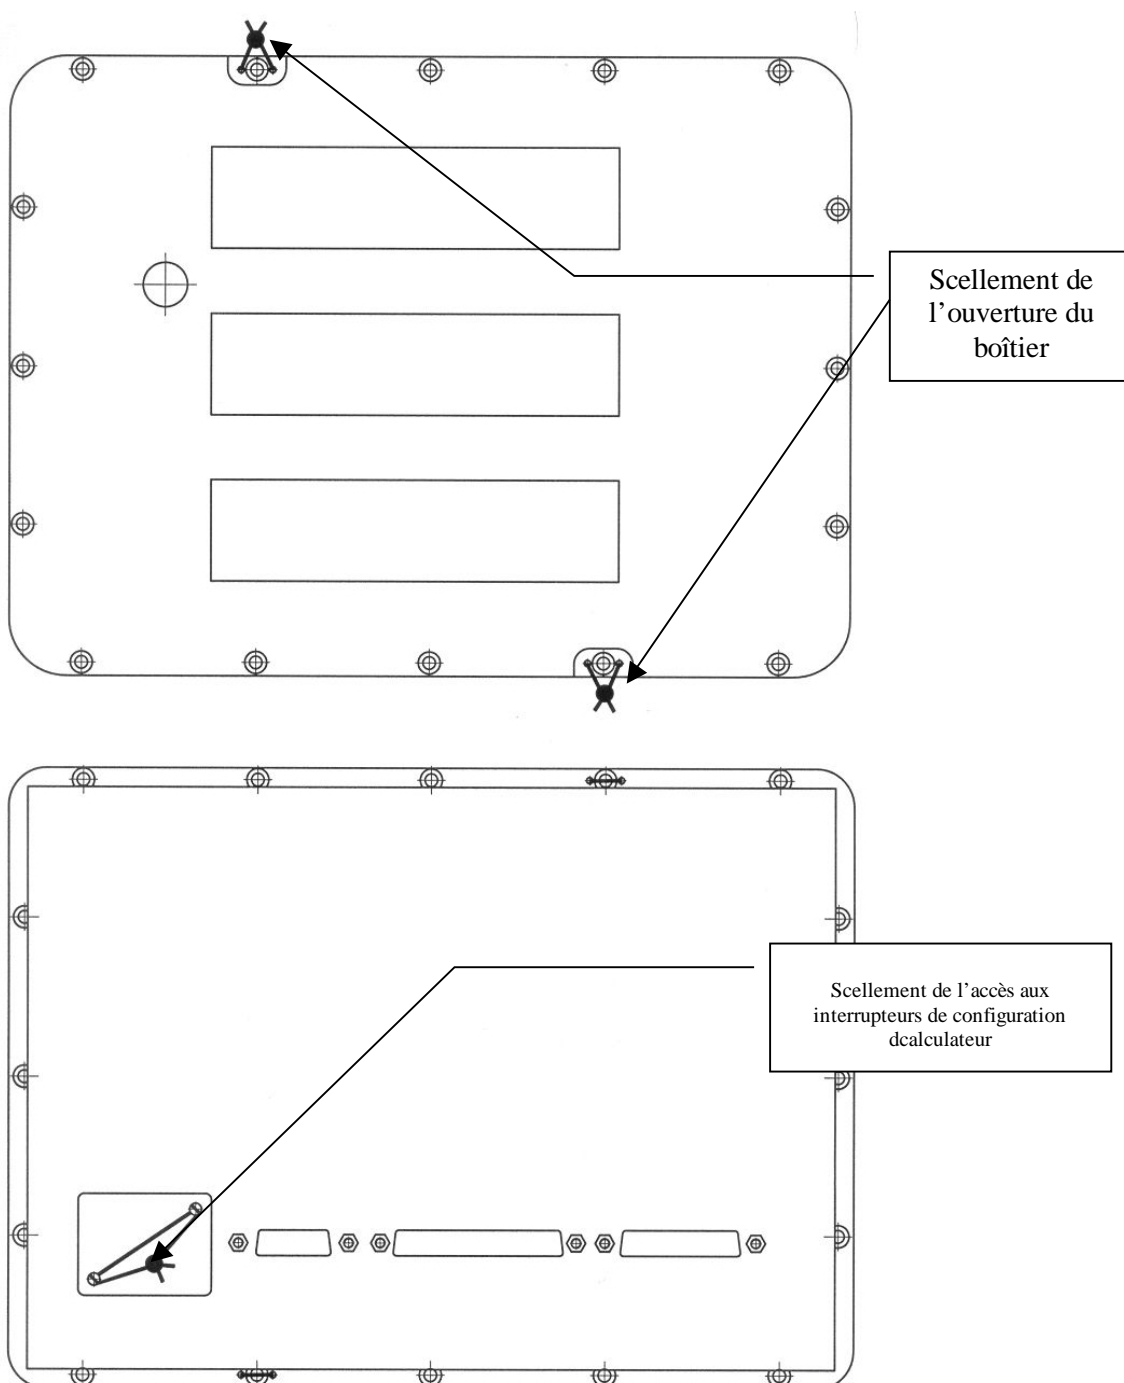 Scellement de
l’ouverture du
boîtier
Scellement de l’accès aux
interrupteurs de configuration
dcalculateur